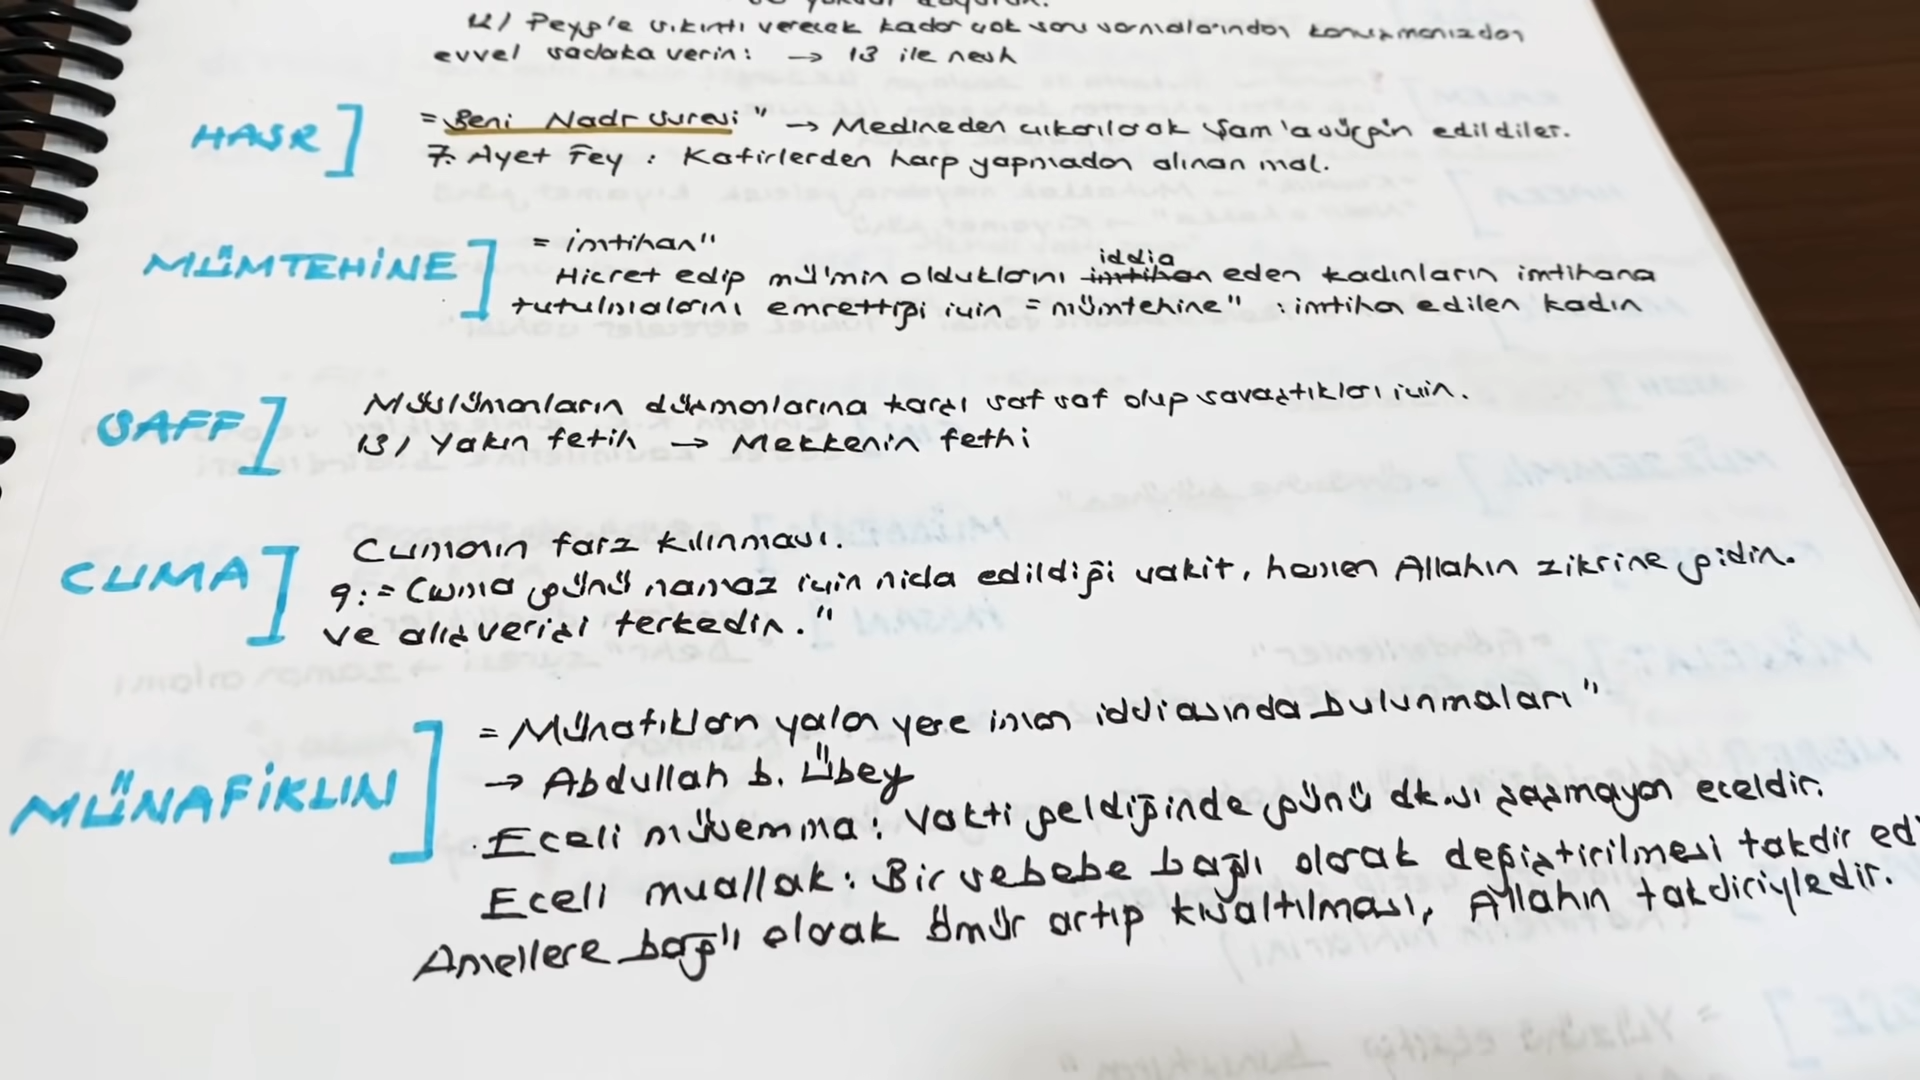 12) Peyg'e sıkıntı verecek kadar çok soru sormalarından konuşmanızdan
evvel sadaka verin: → 13 ile nesh
HAŞR]
"Beni Nadr suresi" → Medineden çıkarılarak Şam'a sürgün edildiler.
7. Ayet Fey : Kafirlerden harp yapmadan alınan mal.
MÜMTEHİNE]
"imtihan"
iddia
Hicret edip mü'min olduklarını imtihan eden kadınların imtihana
tutulmalarını emrettiği için "mümtehine" : imtihan edilen kadın
SAFF]
Müslümanların düşmanlarına karşı saf saf olup savaştıkları için.
13) Yakın fetih → Mekkenin fethi
CUMA]
Cumanın farz kılınması.
9: "Cuma günü namaz için nida edildiği vakit, hemen Allahın zikrine gidin.
ve alışverişi terkedin."
MÜNAFİKUN]
"Münafıkların yalan yere iman iddiasında bulunmaları"
→ Abdullah b. Übey
Eceli müsemma: Vakti geldiğinde günü dk.sı şaşmayan eceldir.
Eceli muallak: Bir sebebe bağlı olarak değiştirilmesi takdir ed
Amellere bağlı olarak ömür artıp kısaltılması, Allahın takdiriyledir.